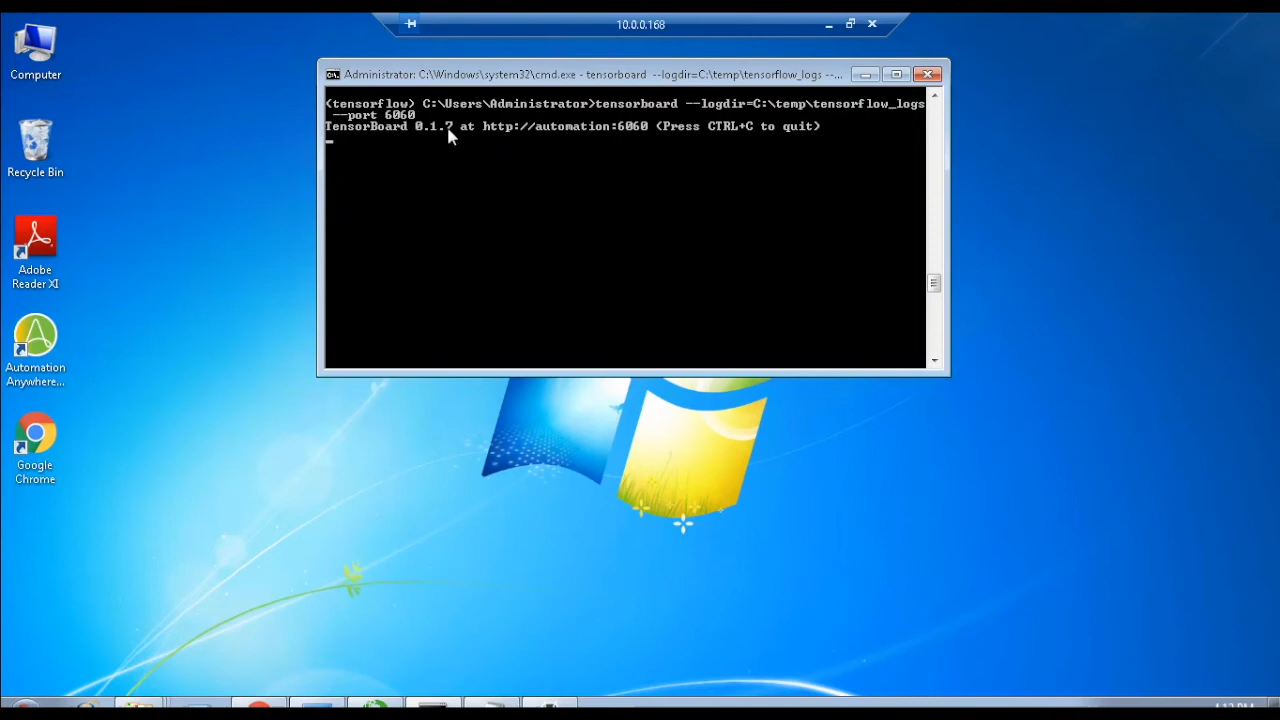 10.0.0.168
Computer
Recycle Bin
Adobe
Reader XI
Automation
Anywhere...
Google
Chrome
Administrator: C:\Windows\system32\cmd.exe - tensorboard --logdir=C:\temp\tensorflow_logs --...
(tensorflow) C:\Users\Administrator>tensorboard --logdir=C:\temp\tensorflow_logs
--port 6060
TensorBoard 0.1.7 at http://automation:6060 (Press CTRL+C to quit)